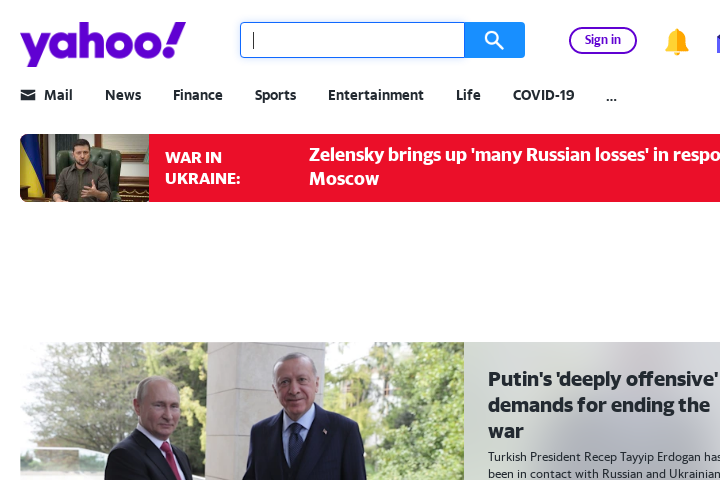 yahoo!
Sign in
Mail
News
Finance
Sports
Entertainment
Life
COVID-19
...
WAR IN
UKRAINE:
Zelensky brings up 'many Russian losses' in respo
Moscow
Putin's 'deeply offensive'
demands for ending the
war
Turkish President Recep Tayyip Erdogan has
been in contact with Russian and Ukrainian